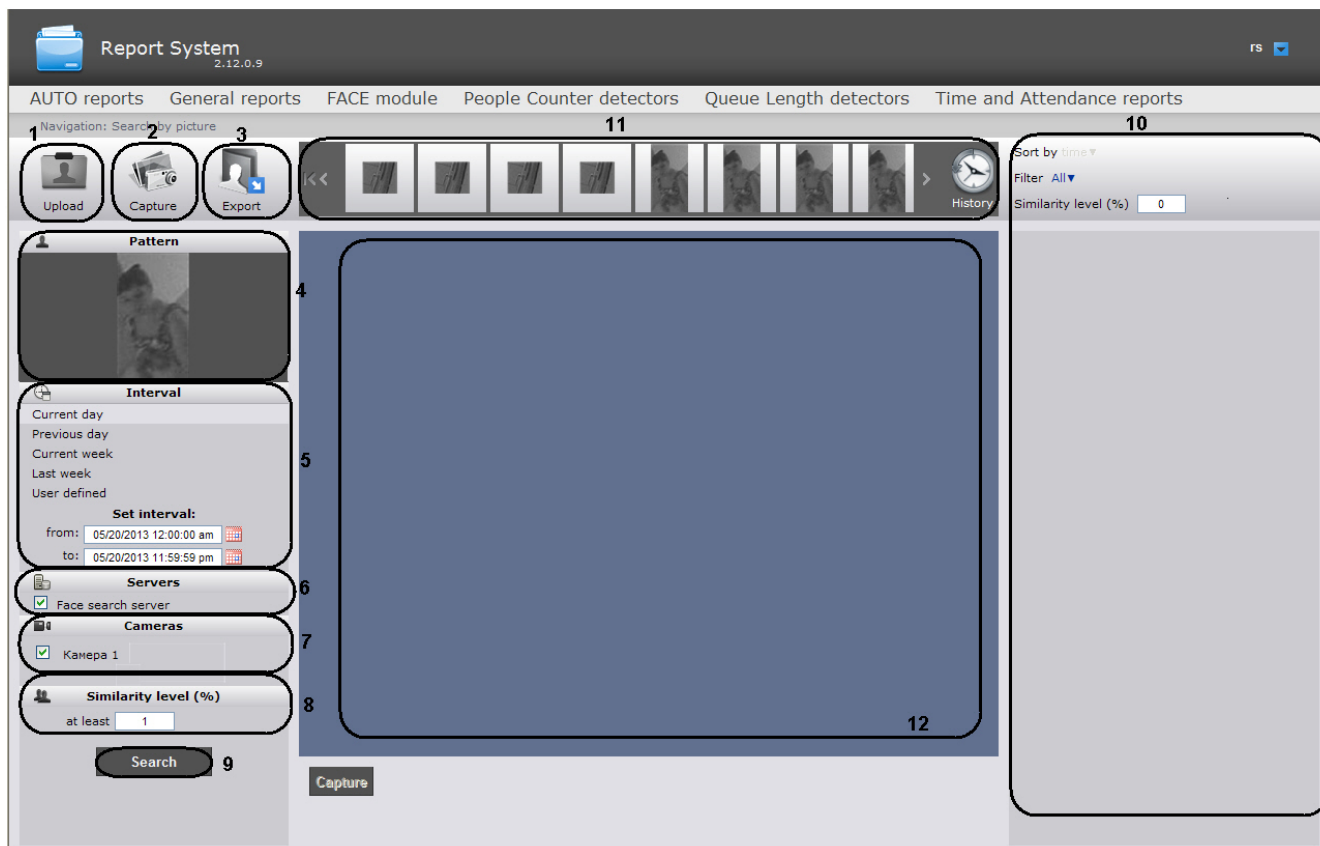 Report System
2.12.0.9
rs
AUTO reports General reports FACE module People Counter detectors Queue Length detectors Time and Attendance reports
Navigation: Search by picture
1
2
3
11
10
Upload
Capture
Export
History
Sort by time
Filter All
Similarity level (%) 0
Pattern
4
Interval
Current day
Previous day
Current week
Last week
User defined
5
Set interval:
from: 05/20/2013 12:00:00 am
to: 05/20/2013 11:59:59 pm
Servers
6
Face search server
Cameras
7
Камера 1
Similarity level (%)
8
at least 1
12
Search
9
Capture